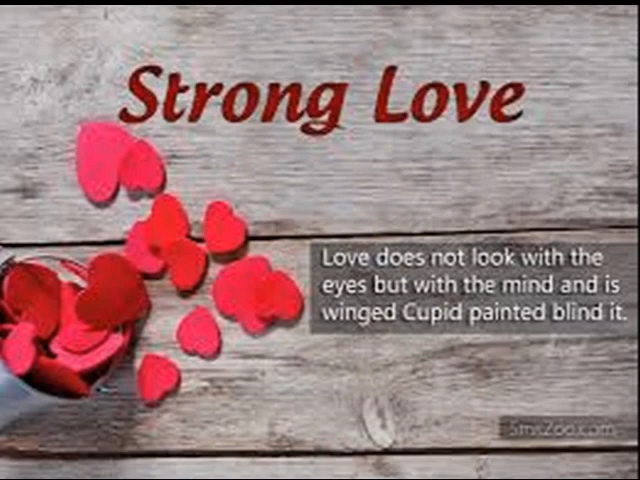 Strong Love
Love does not look with the
eyes but with the mind and is
winged Cupid painted blind it.
SmsZoo.com